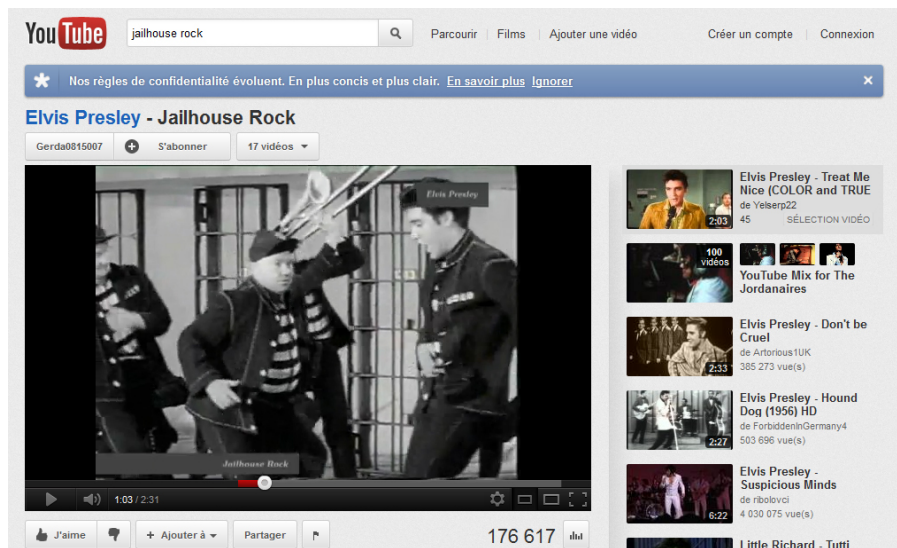 YouTube
jailhouse rock
Parcourir Films Ajouter une vidéo Créer un compte Connexion
Nos règles de confidentialité évoluent. En plus concis et plus clair. En savoir plus Ignorer
Elvis Presley - Jailhouse Rock
Gerda0815007 S'abonner 17 vidéos
Elvis Presley
Jailhouse Rock
1:03 / 2:31
J'aime + Ajouter à Partager 176 617
Elvis Presley - Treat Me
Nice (COLOR and TRUE
de Yelserp22
45 SÉLECTION VIDÉO
2:03
100
vidéos
YouTube Mix for The
Jordanaires
Elvis Presley - Don't be
Cruel
de Artorious1UK
385 273 vue(s)
2:33
Elvis Presley - Hound
Dog (1956) HD
de ForbiddenInGermany4
503 696 vue(s)
2:27
Elvis Presley -
Suspicious Minds
de ribolovci
4 030 075 vue(s)
6:22
Little Richard - Tutti